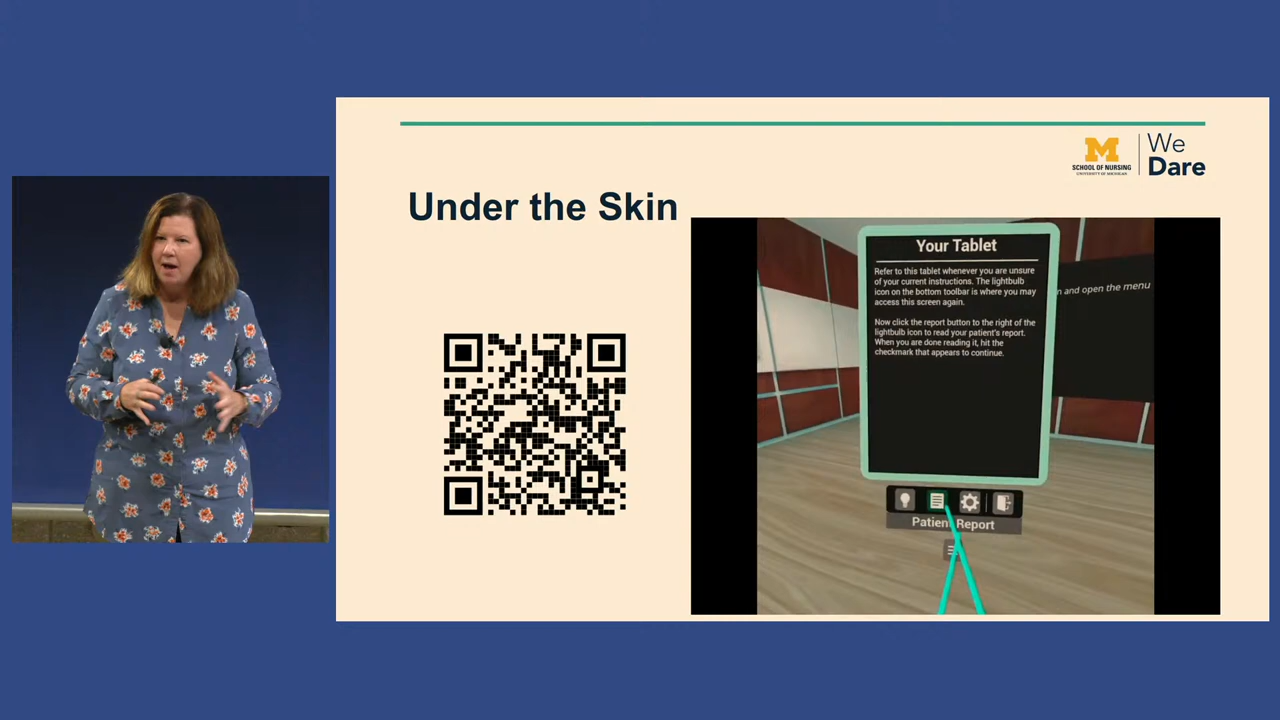 We
Dare
M
SCHOOL OF NURSING
UNIVERSITY OF MICHIGAN
Under the Skin
Your Tablet
Refer to this tablet whenever you are unsure
of your current instructions. The lightbulb
icon on the bottom toolbar is where you may
access this screen again.
Now click the report button to the right of the
lightbulb icon to read your patient's report.
When you are done reading it, hit the
checkmark that appears to continue.
and open the menu
Patient Report